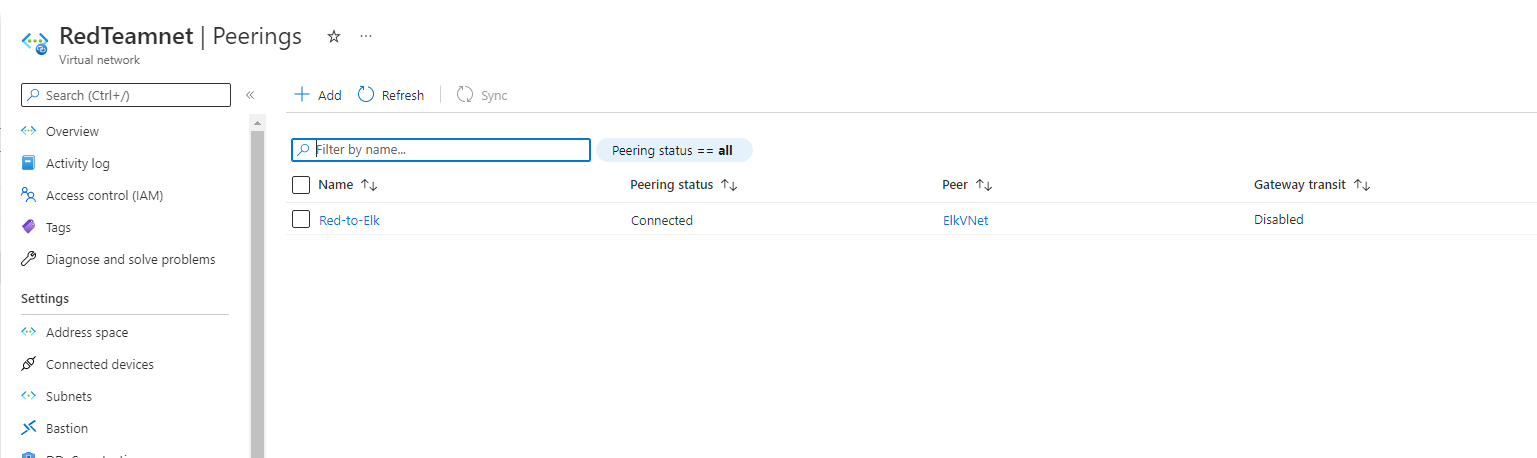 RedTeamnet | Peerings ☆ ···
Virtual network
Search (Ctrl+/) «
Add Refresh Sync
Overview
Activity log
Access control (IAM)
Tags
Diagnose and solve problems
Settings
Address space
Connected devices
Subnets
Bastion
Filter by name... Peering status == all
Name ↑↓ Peering status ↑↓ Peer ↑↓ Gateway transit ↑↓
Red-to-Elk Connected ElkVNet Disabled